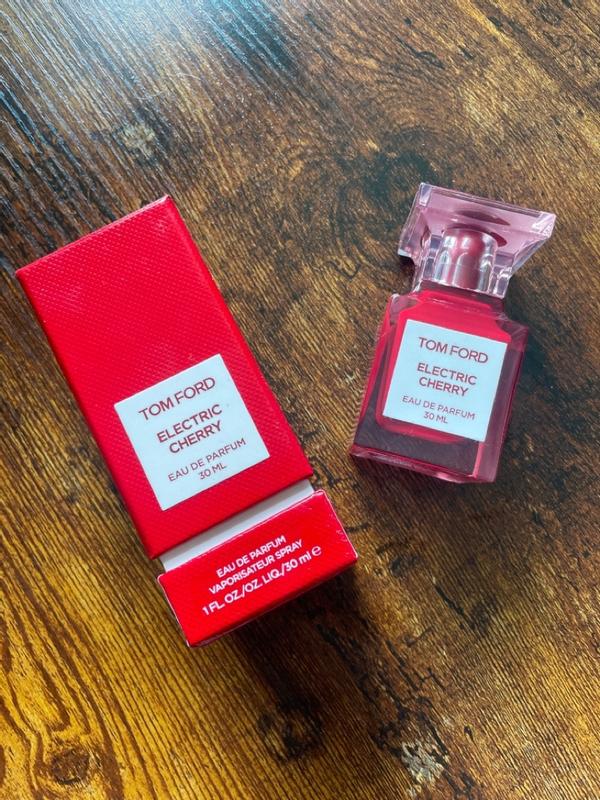 TOM FORD
ELECTRIC
CHERRY
EAU DE PARFUM
30 ML
EAU DE PARFUM
VAPORISATEUR SPRAY
1 FL. OZ./OZ. LIQ./30 ml ℮
TOM FORD
ELECTRIC
CHERRY
EAU DE PARFUM
30 ML